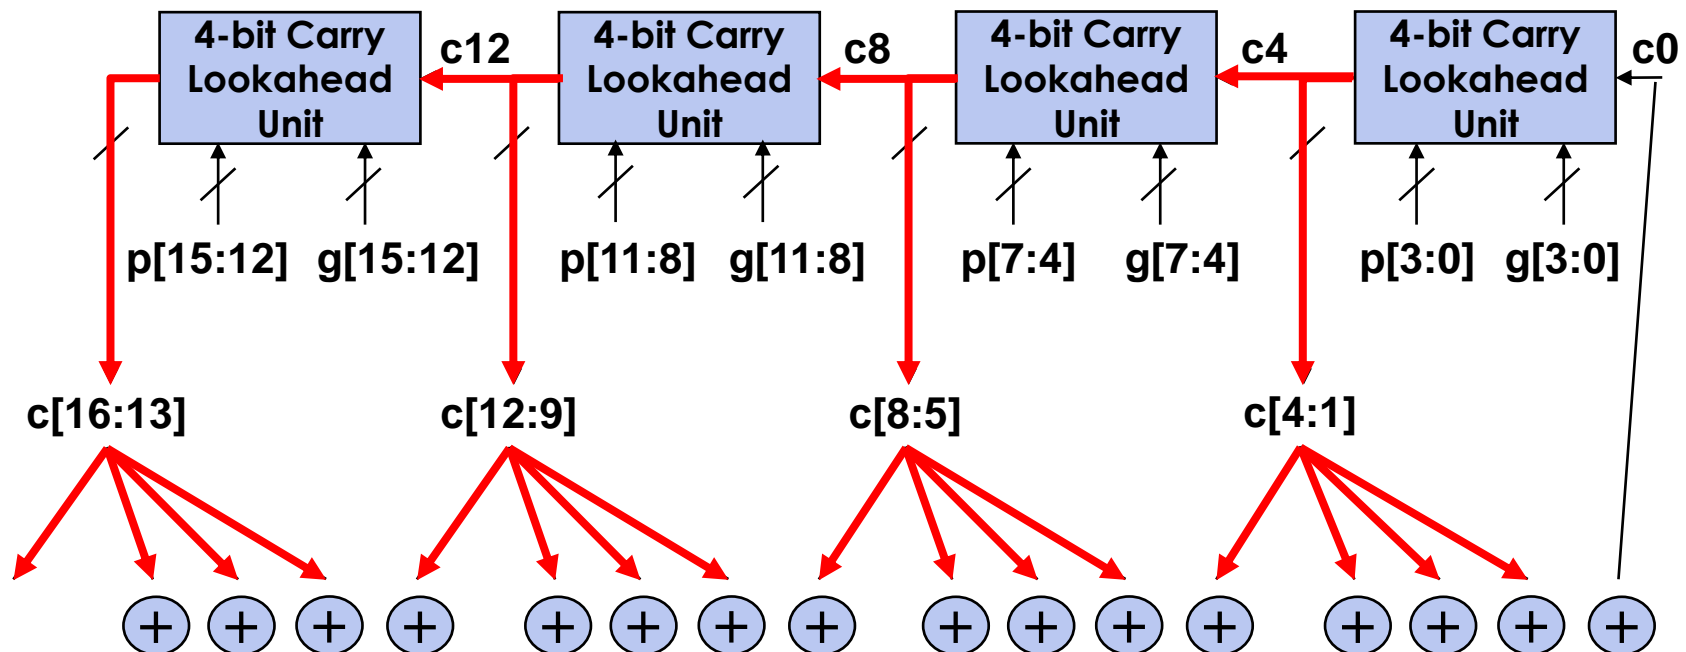 4-bit Carry
Lookahead
Unit
c12
4-bit Carry
Lookahead
Unit
c8
4-bit Carry
Lookahead
Unit
c4
4-bit Carry
Lookahead
Unit
c0
p[15:12] g[15:12] p[11:8] g[11:8] p[7:4] g[7:4] p[3:0] g[3:0]
c[16:13] c[12:9] c[8:5] c[4:1]
+ + + + + + + + + + + + + + + +